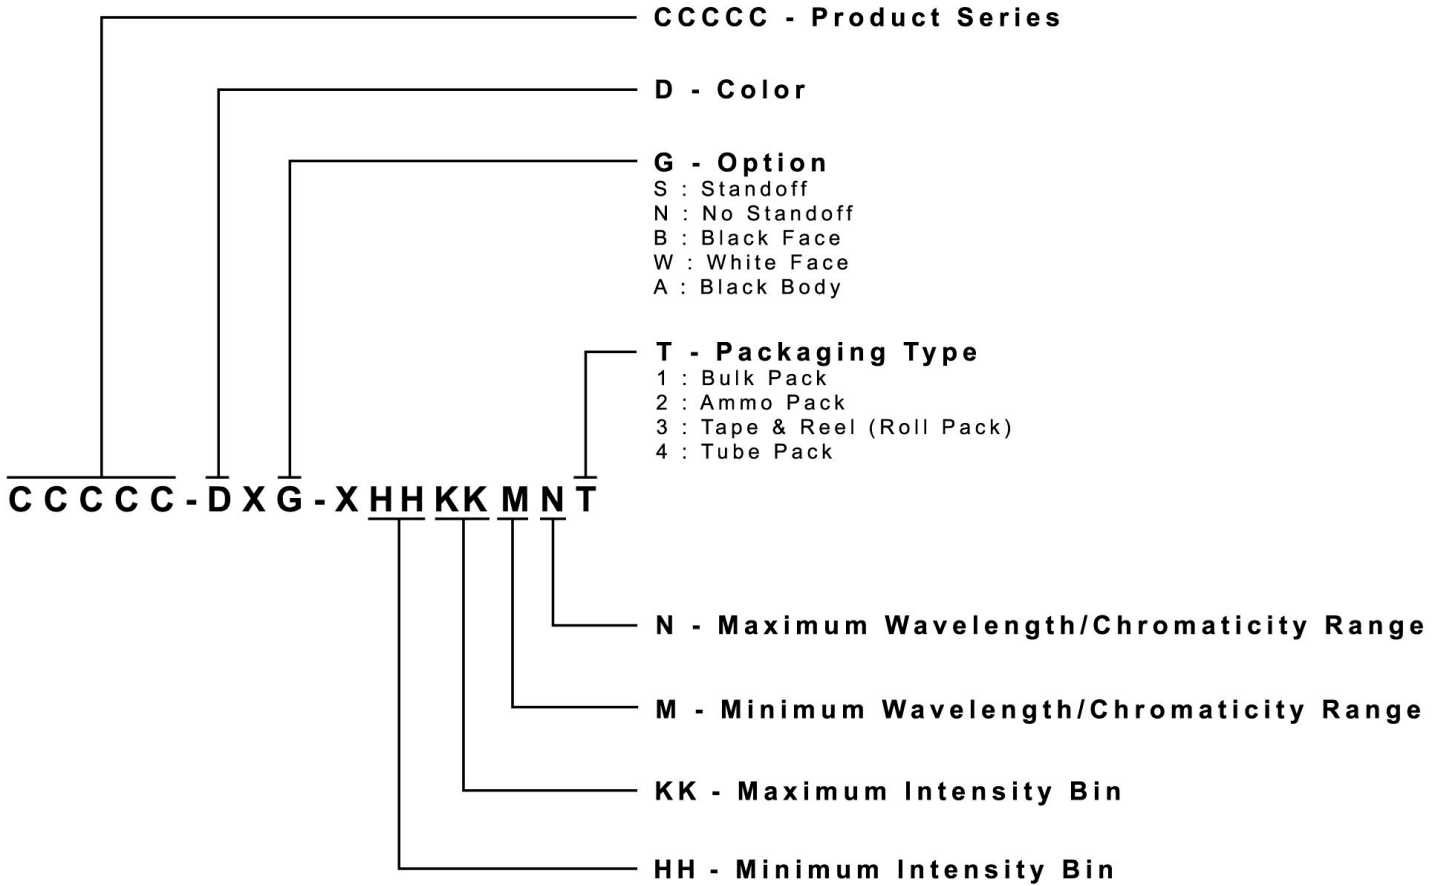 CCCCC - Product Series
D - Color
G - Option
S : Standoff
N : No Standoff
B : Black Face
W : White Face
A : Black Body
T - Packaging Type
1 : Bulk Pack
2 : Ammo Pack
3 : Tape & Reel (Roll Pack)
4 : Tube Pack
CCCCC-DXG-XHHKKMNT
N - Maximum Wavelength/Chromaticity Range
M - Minimum Wavelength/Chromaticity Range
KK - Maximum Intensity Bin
HH - Minimum Intensity Bin